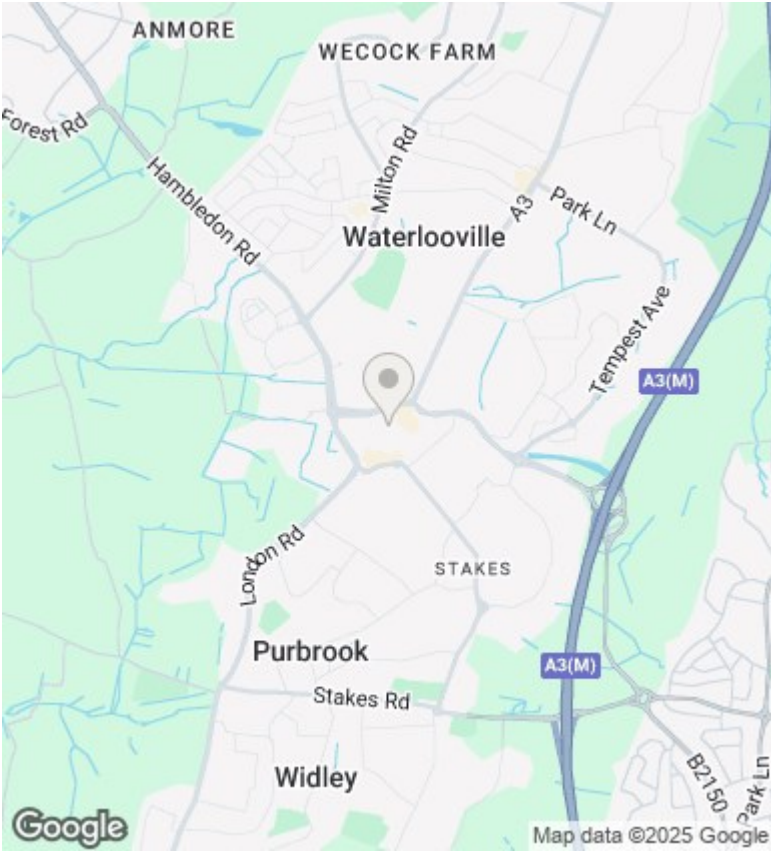 ANMORE
WECOCK FARM
Forest Rd
Milton Rd
Hambledon Rd
A3
Park Ln
Waterlooville
Tempest Ave
A3(M)
London Rd
STAKES
Purbrook
A3(M)
Stakes Rd
Widley
B2150
Park Ln
Google
Map data ©2025 Google